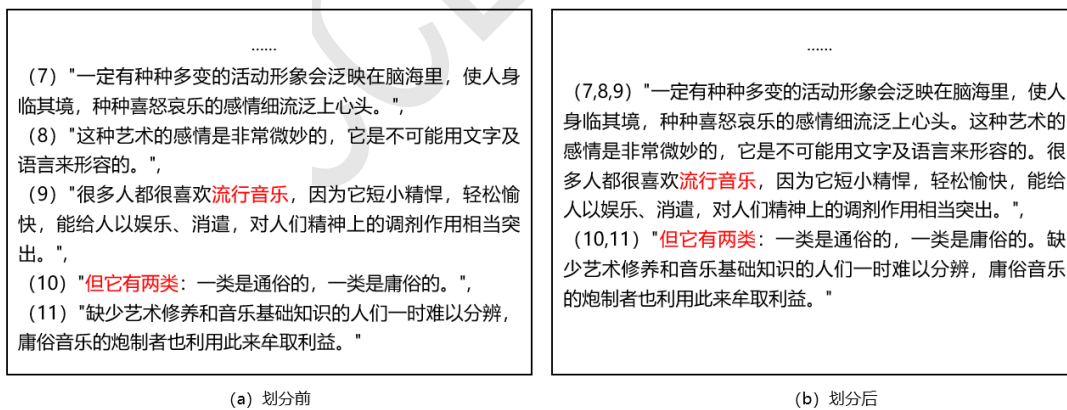 ......
(7)"一定有种种多变的活动形象会泛映在脑海里，使人身
临其境，种种喜怒哀乐的感情细流泛上心头。",
(8)"这种艺术的感情是非常微妙的，它是不可能用文字及
语言来形容的。",
(9)"很多人都很喜欢流行音乐，因为它短小精悍，轻松愉
快，能给人以娱乐、消遣，对人们精神上的调剂作用相当突
出。",
(10)"但它有两类：一类是通俗的，一类是庸俗的。",
(11)"缺少艺术修养和音乐基础知识的人们一时难以分辨，
庸俗音乐的炮制者也利用此来牟取利益。"
(a) 划分前
......
(7,8,9)"一定有种种多变的活动形象会泛映在脑海里，使人
身临其境，种种喜怒哀乐的感情细流泛上心头。这种艺术的
感情是非常微妙的，它是不可能用文字及语言来形容的。很
多人都很喜欢流行音乐，因为它短小精悍，轻松愉快，能给
人以娱乐、消遣，对人们精神上的调剂作用相当突出。",
(10,11)"但它有两类：一类是通俗的，一类是庸俗的。缺
少艺术修养和音乐基础知识的人们一时难以分辨，庸俗音乐
的炮制者也利用此来牟取利益。"
(b) 划分后